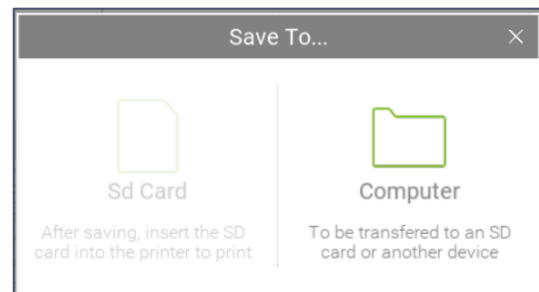 Save To...
Sd Card
After saving, insert the SD
card into the printer to print
Computer
To be transfered to an SD
card or another device